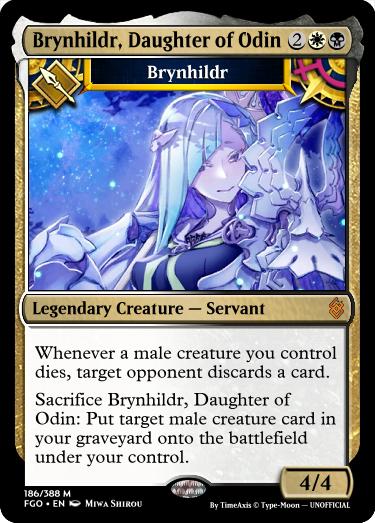 Brynhildr, Daughter of Odin 2
Brynhildr
Legendary Creature — Servant
Whenever a male creature you control
dies, target opponent discards a card.
Sacrifice Brynhildr, Daughter of
Odin: Put target male creature card in
your graveyard onto the battlefield
under your control.
4/4
186/388 M
FGO • EN Miwa Shirou
By TimeAxis © Type-Moon — UNOFFICIAL